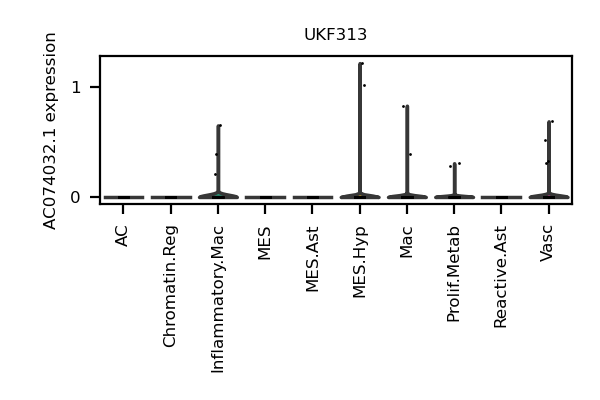 UKF313
AC074032.1 expression
1
0
AC
Chromatin.Reg
Inflammatory.Mac
MES
MES.Ast
MES.Hyp
Mac
Prolif.Metab
Reactive.Ast
Vasc